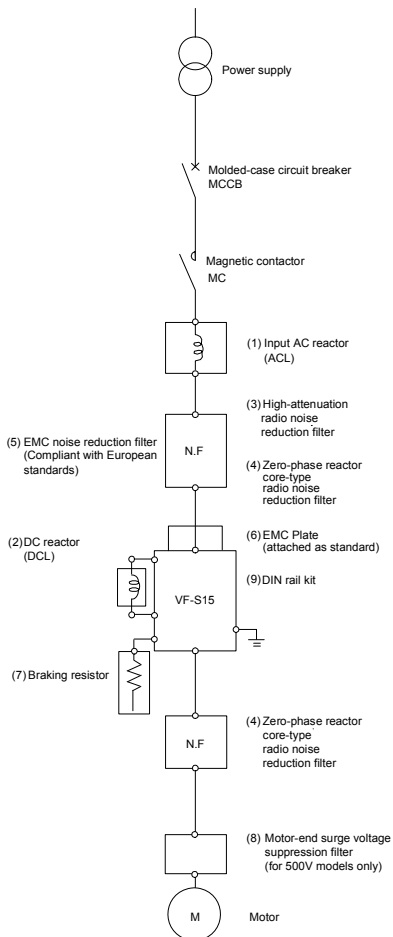 Power supply
Molded-case circuit breaker
MCCB
Magnetic contactor
MC
(1) Input AC reactor
(ACL)
(3) High-attenuation
radio noise
reduction filter
(5) EMC noise reduction filter
(Compliant with European
standards)
N.F
(4) Zero-phase reactor
core-type
radio noise
reduction filter
(6) EMC Plate
(attached as standard)
(2) DC reactor
(DCL)
(9) DIN rail kit
VF-S15
(7) Braking resistor
N.F
(4) Zero-phase reactor
core-type
radio noise
reduction filter
(8) Motor-end surge voltage
suppression filter
(for 500V models only)
M
Motor